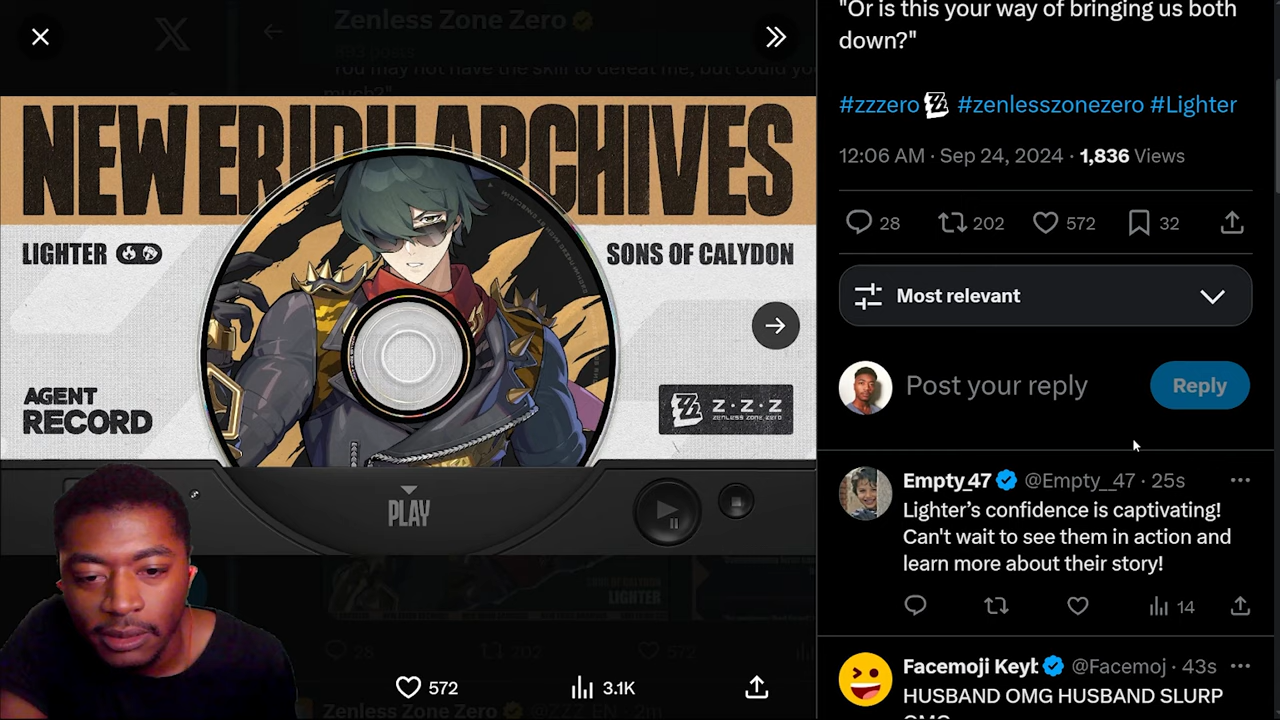 Zenless Zone Zero
NEW ERIDU ARCHIVES
LIGHTER
SONS OF CALYDON
AGENT
RECORD
Z·Z·Z
ZENLESS ZONE ZERO
PLAY
572
3.1K
"Or is this your way of bringing us both
down?"
#zzzero #zenlesszonezero #Lighter
12:06 AM · Sep 24, 2024 · 1,836 Views
28 202 572 32
Most relevant
Post your reply
Reply
Empty_47 @Empty__47 · 25s
Lighter's confidence is captivating!
Can't wait to see them in action and
learn more about their story!
14
Facemoji Key @Facemoj · 43s
HUSBAND OMG HUSBAND SLURP